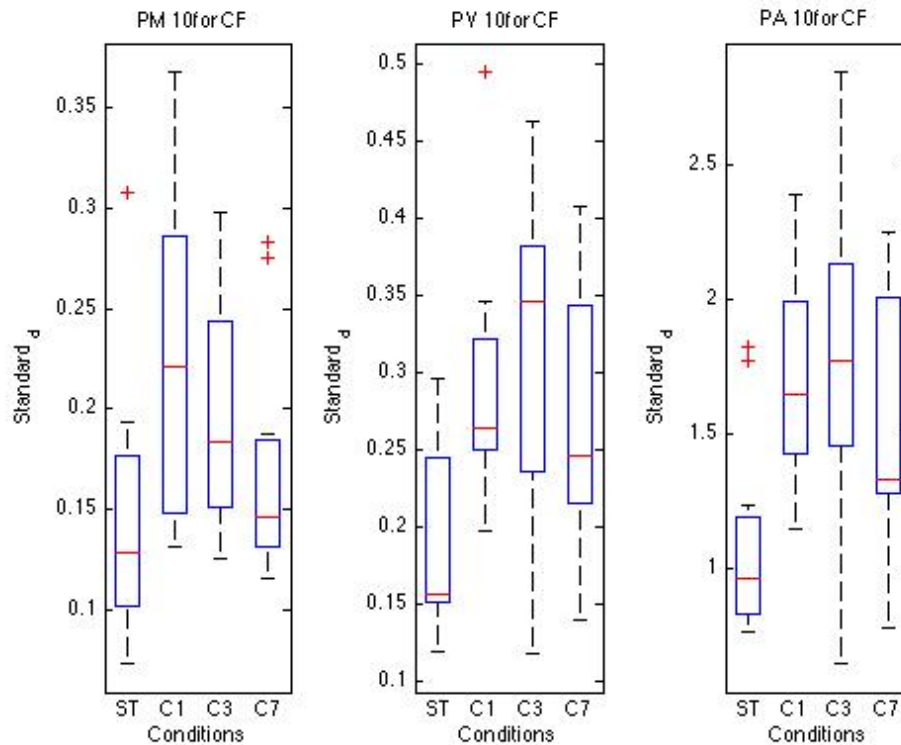 PM 10forCF
0.35
0.3
0.25
0.2
0.15
0.1
Standard_d
ST C1 C3 C7
Conditions
PV 10forCF
0.5
0.45
0.4
0.35
0.3
0.25
0.2
0.15
0.1
Standard_d
ST C1 C3 C7
Conditions
PA 10forCF
2.5
2
1.5
1
Standard_d
ST C1 C3 C7
Conditions